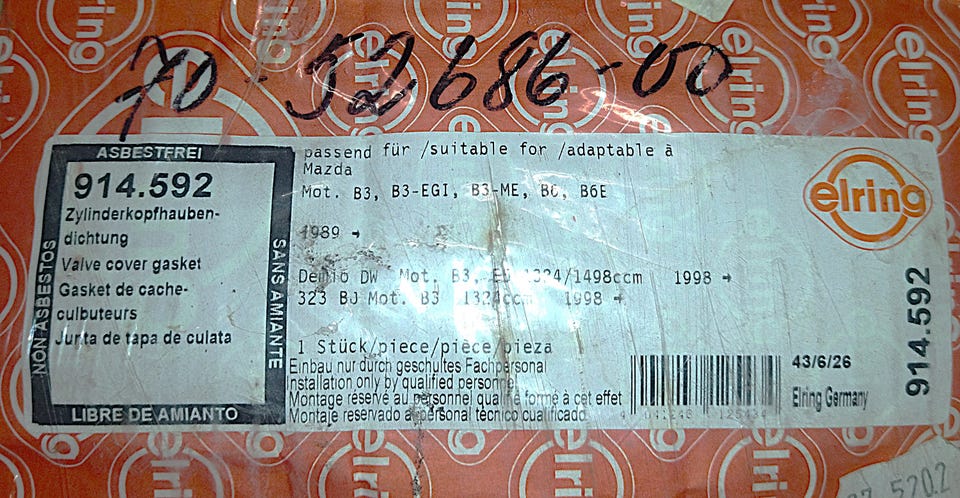 70-52686-00
ASBESTFREI
914.592
Zylinderkopfhauben-
dichtung
Valve cover gasket
Gasket de cache-
culbuteurs
Junta de tapa de culata
NON ASBESTOS
SANS AMIANTE
LIBRE DE AMIANTO
passend für /suitable for /adaptable à
Mazda
Mot. B3, B3-EGI, B3-ME, B6, B6E
1989 →
Demio DW Mot. B3, 1324/1498ccm 1998 →
323 BJ Mot. B3 1324ccm 1998 →
1 Stück/piece/pièce/pieza
Einbau nur durch geschultes Fachpersonal
Installation only by qualified personnel
Montage réservé au personnel qualifié formé à cet effet
Montaje reservado a personal técnico cualificado
43/6/26
Elring Germany
elring
914.592
5202